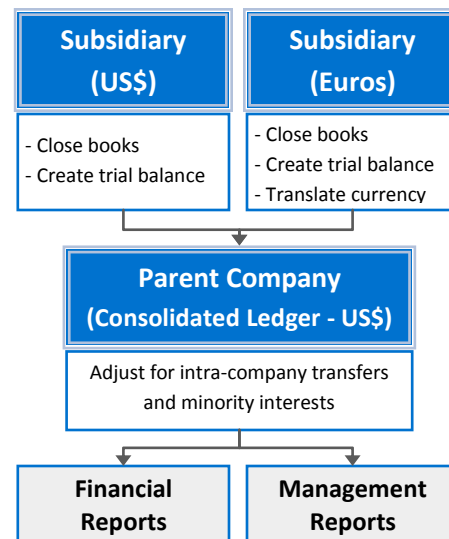 Subsidiary
(US$)
- Close books
- Create trial balance
Subsidiary
(Euros)
- Close books
- Create trial balance
- Translate currency
Parent Company
(Consolidated Ledger - US$)
Adjust for intra-company transfers
and minority interests
Financial
Reports
Management
Reports